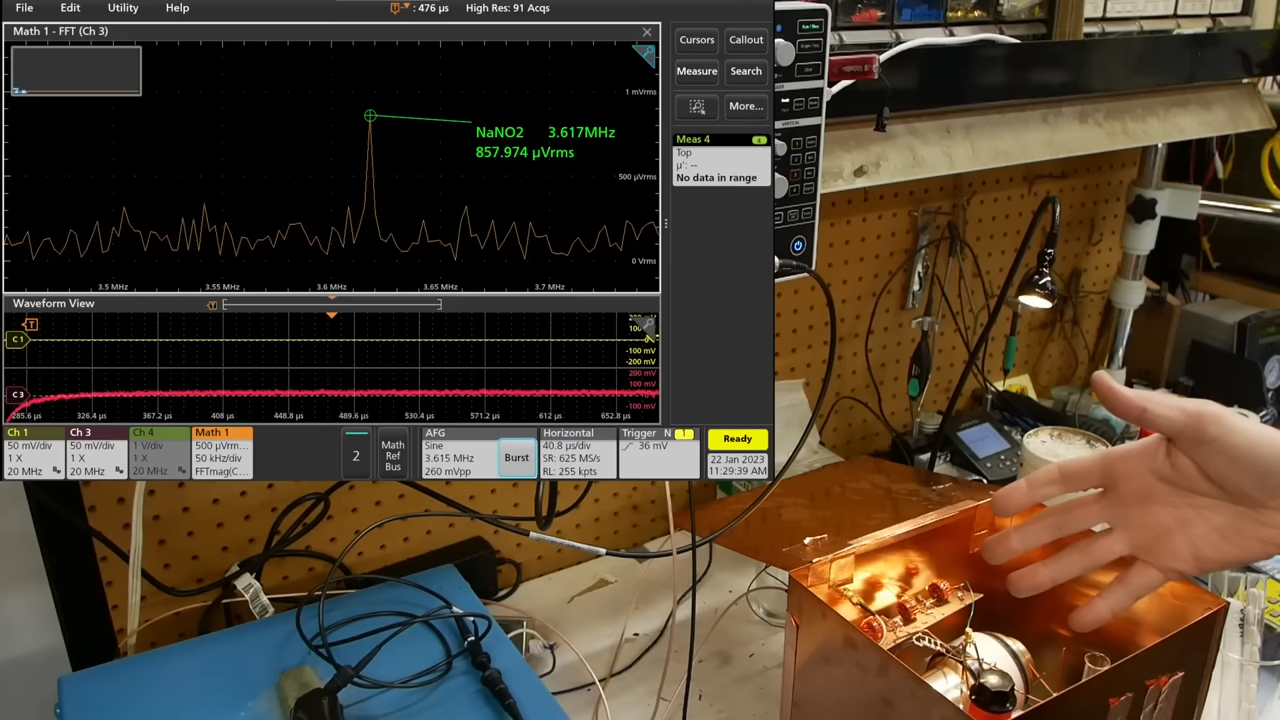 File Edit Utility Help
T : 476 µs High Res: 91 Acqs
Math 1 - FFT (Ch 3)
Cursors Callout
Measure Search
More...
1 mVrms
NaNO2 3.617MHz
857.974 µVrms
500 µVrms
0 Vrms
3.5 MHz 3.55 MHz 3.6 MHz 3.65 MHz 3.7 MHz
Meas 4 4
Top
µ': --
No data in range
Waveform View
T
C 1
-100 mV
-200 mV
200 mV
100 mV
C 3
-100 mV
285.6 µs 326.4 µs 367.2 µs 408 µs 448.8 µs 489.6 µs 530.4 µs 571.2 µs 612 µs 652.8 µs
Ch 1
50 mV/div
1 X
20 MHz
Ch 3
50 mV/div
1 X
20 MHz
Ch 4
1 V/div
1 X
20 MHz
Math 1
500 µVrm...
50 kHz/div
FFTmag(C...
2
Math
Ref
Bus
AFG
Sine
3.615 MHz
260 mVpp
Burst
Horizontal
40.8 µs/div
SR: 625 MS/s
RL: 255 kpts
Trigger N 1
36 mV
Ready
22 Jan 2023
11:29:39 AM